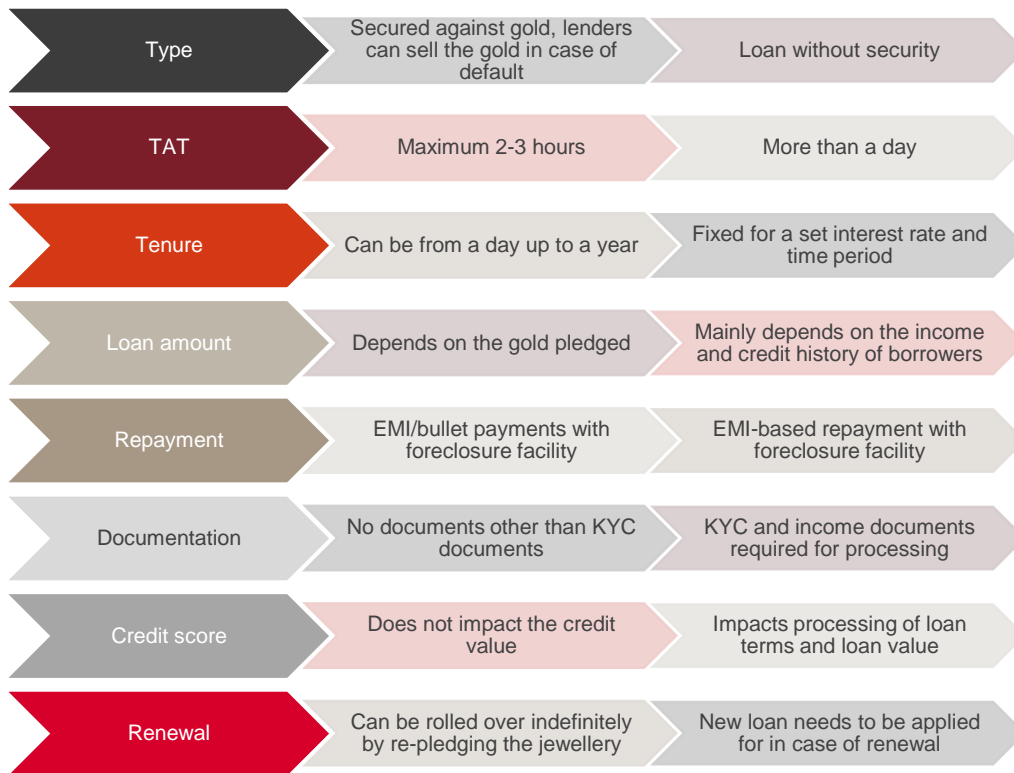 Type
Secured against gold, lenders
can sell the gold in case of
default
Loan without security
TAT
Maximum 2-3 hours
More than a day
Tenure
Can be from a day up to a year
Fixed for a set interest rate and
time period
Loan amount
Depends on the gold pledged
Mainly depends on the income
and credit history of borrowers
Repayment
EMI/bullet payments with
foreclosure facility
EMI-based repayment with
foreclosure facility
Documentation
No documents other than KYC
documents
KYC and income documents
required for processing
Credit score
Does not impact the credit
value
Impacts processing of loan
terms and loan value
Renewal
Can be rolled over indefinitely
by re-pledging the jewellery
New loan needs to be applied
for in case of renewal